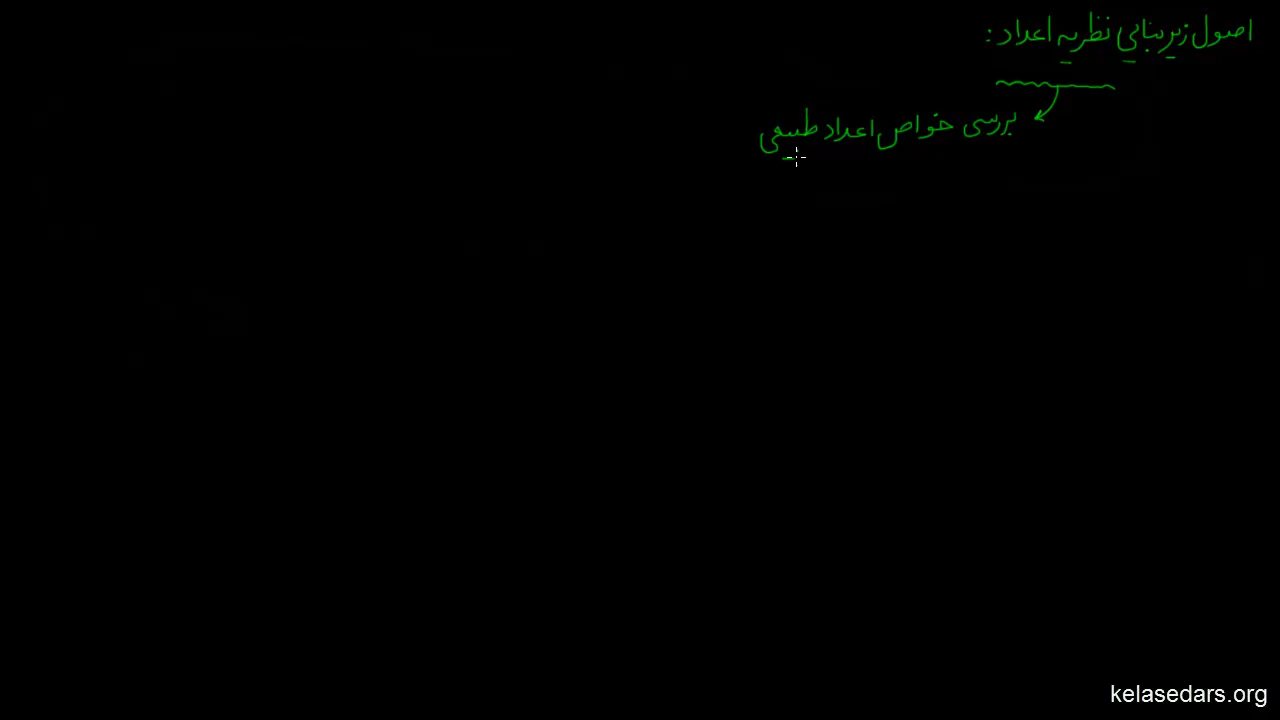 اصول زیربنایی نظریه اعداد :
بررسی خواص اعداد طبیعی
kelasedars.org